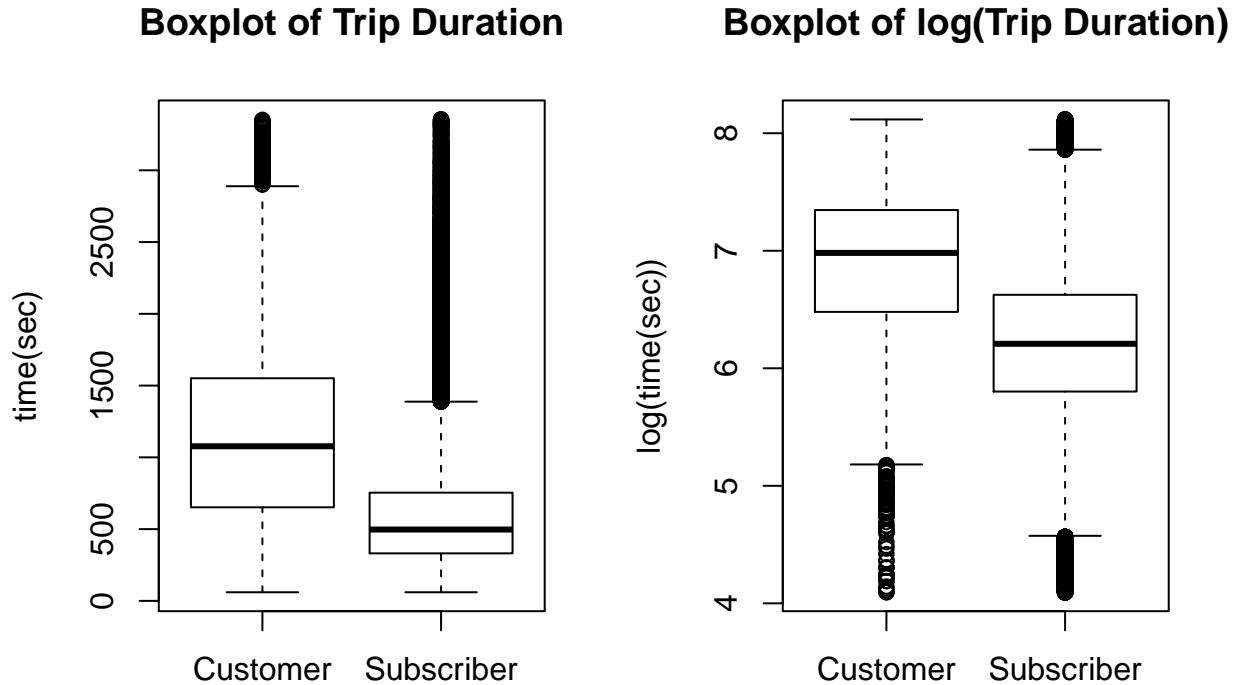 Boxplot of Trip Duration
time(sec)
2500
1500
500
0
Customer Subscriber
Boxplot of log(Trip Duration)
log(time(sec))
8
7
6
5
4
Customer Subscriber